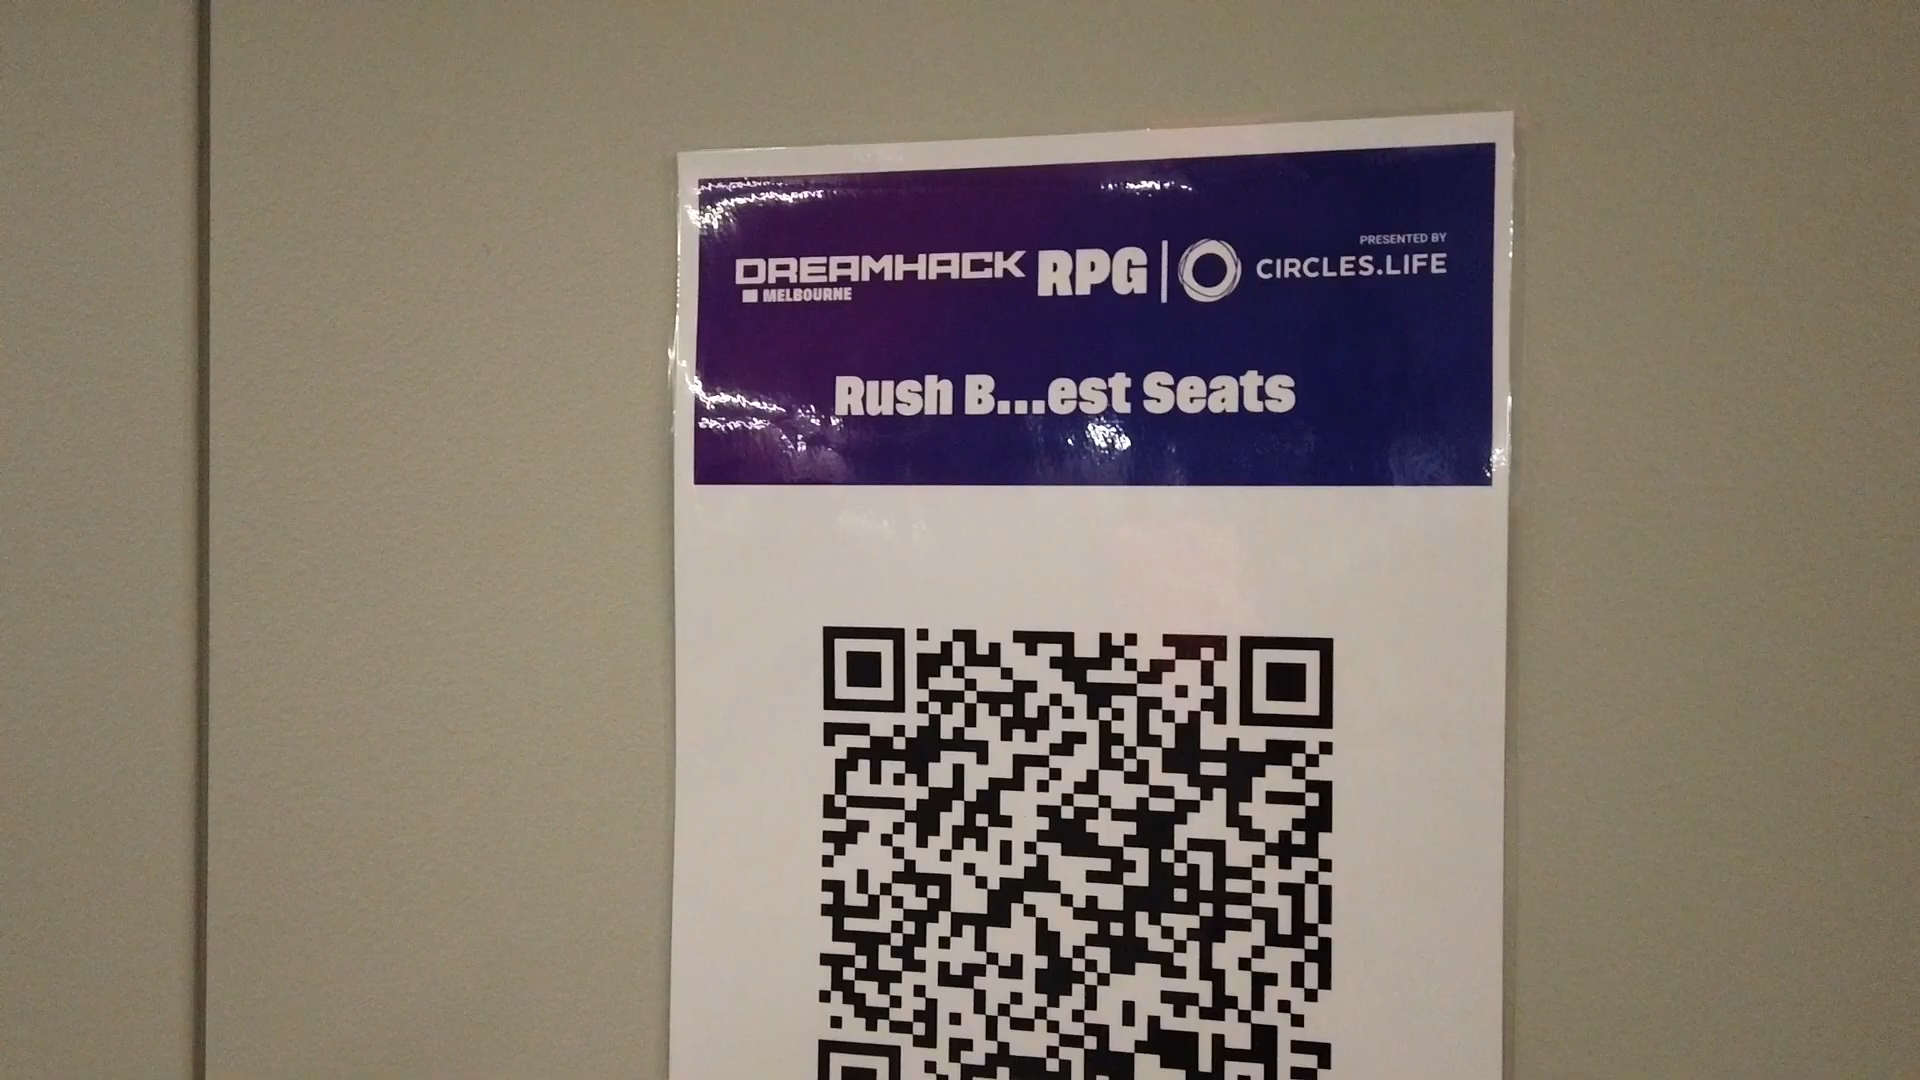 PRESENTED BY
DREAMHACK RPG | CIRCLES.LIFE
MELBOURNE
Rush B...est Seats